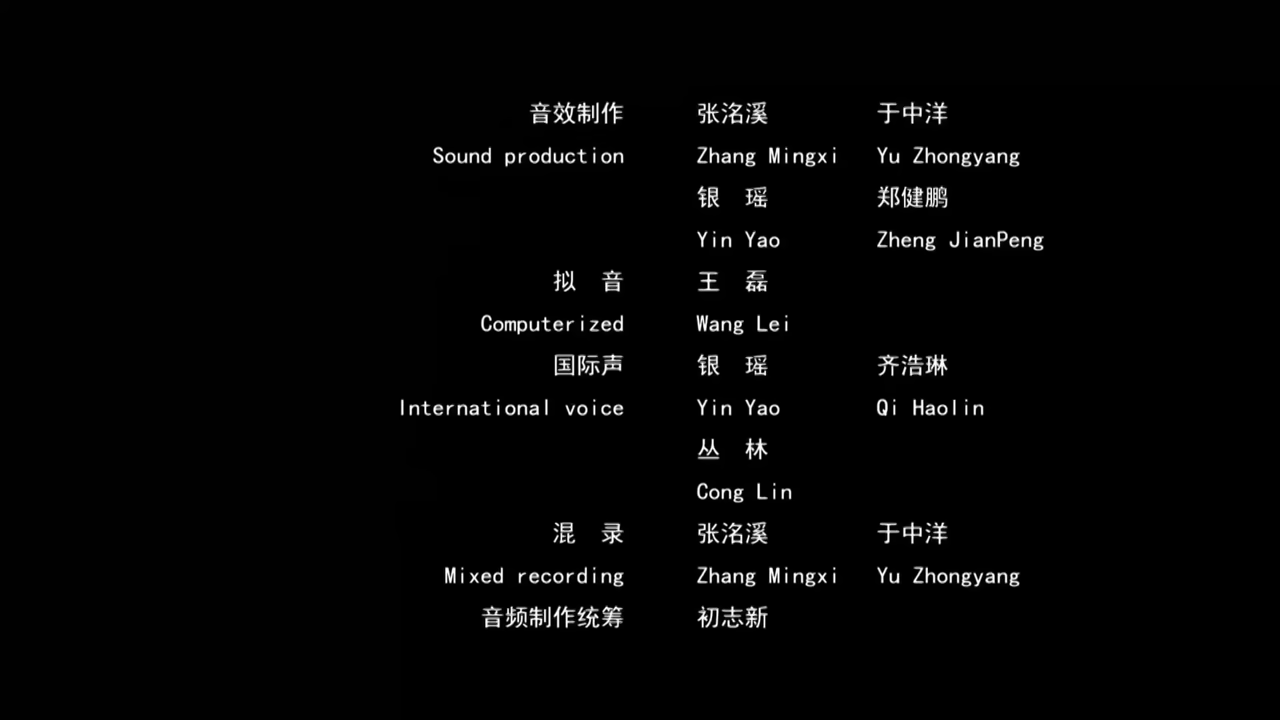 音效制作 张洺溪 于中洋
Sound production Zhang Mingxi Yu Zhongyang
银 瑶 郑健鹏
Yin Yao Zheng JianPeng
拟 音 王 磊
Computerized Wang Lei
国际声 银 瑶 齐浩琳
International voice Yin Yao Qi Haolin
丛 林
Cong Lin
混 录 张洺溪 于中洋
Mixed recording Zhang Mingxi Yu Zhongyang
音频制作统筹 初志新